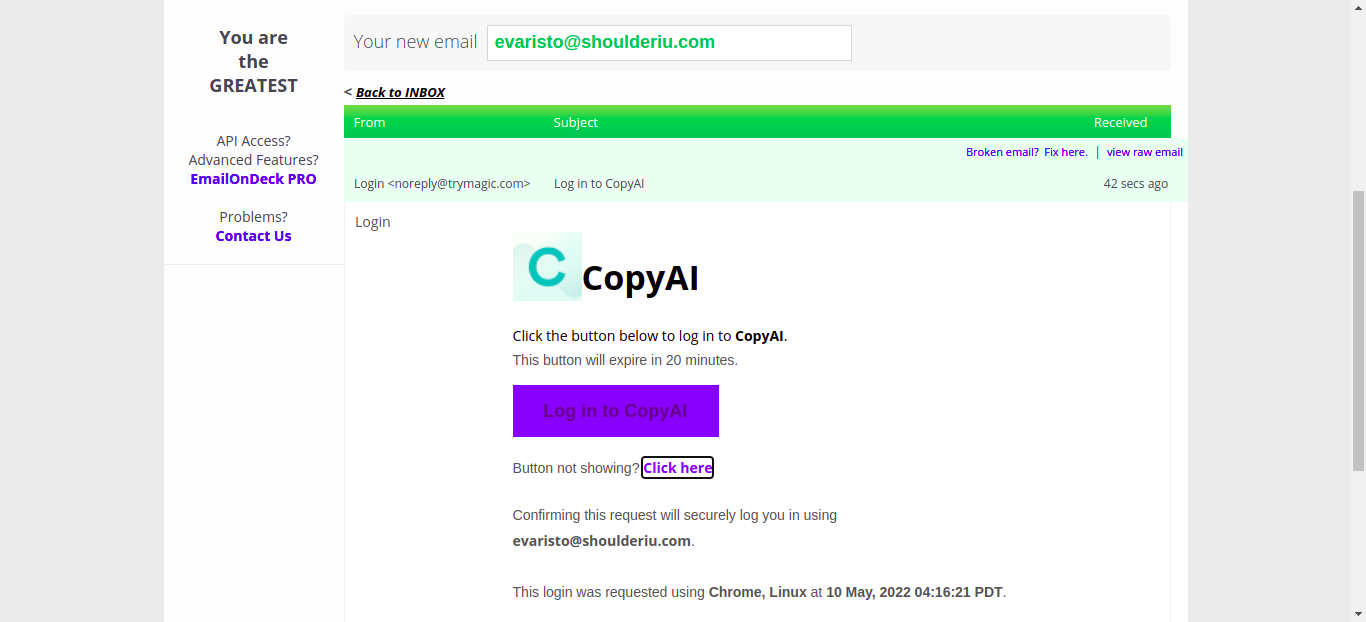 You are
the
GREATEST
API Access?
Advanced Features?
EmailOnDeck PRO
Problems?
Contact Us
Your new email evaristo@shoulderiu.com
< Back to INBOX
From Subject Received
Broken email? Fix here. | view raw email
Login <noreply@trymagic.com> Log in to CopyAI 42 secs ago
Login
C CopyAI
Click the button below to log in to CopyAI.
This button will expire in 20 minutes.
Log in to CopyAI
Button not showing? Click here
Confirming this request will securely log you in using
evaristo@shoulderiu.com.
This login was requested using Chrome, Linux at 10 May, 2022 04:16:21 PDT.